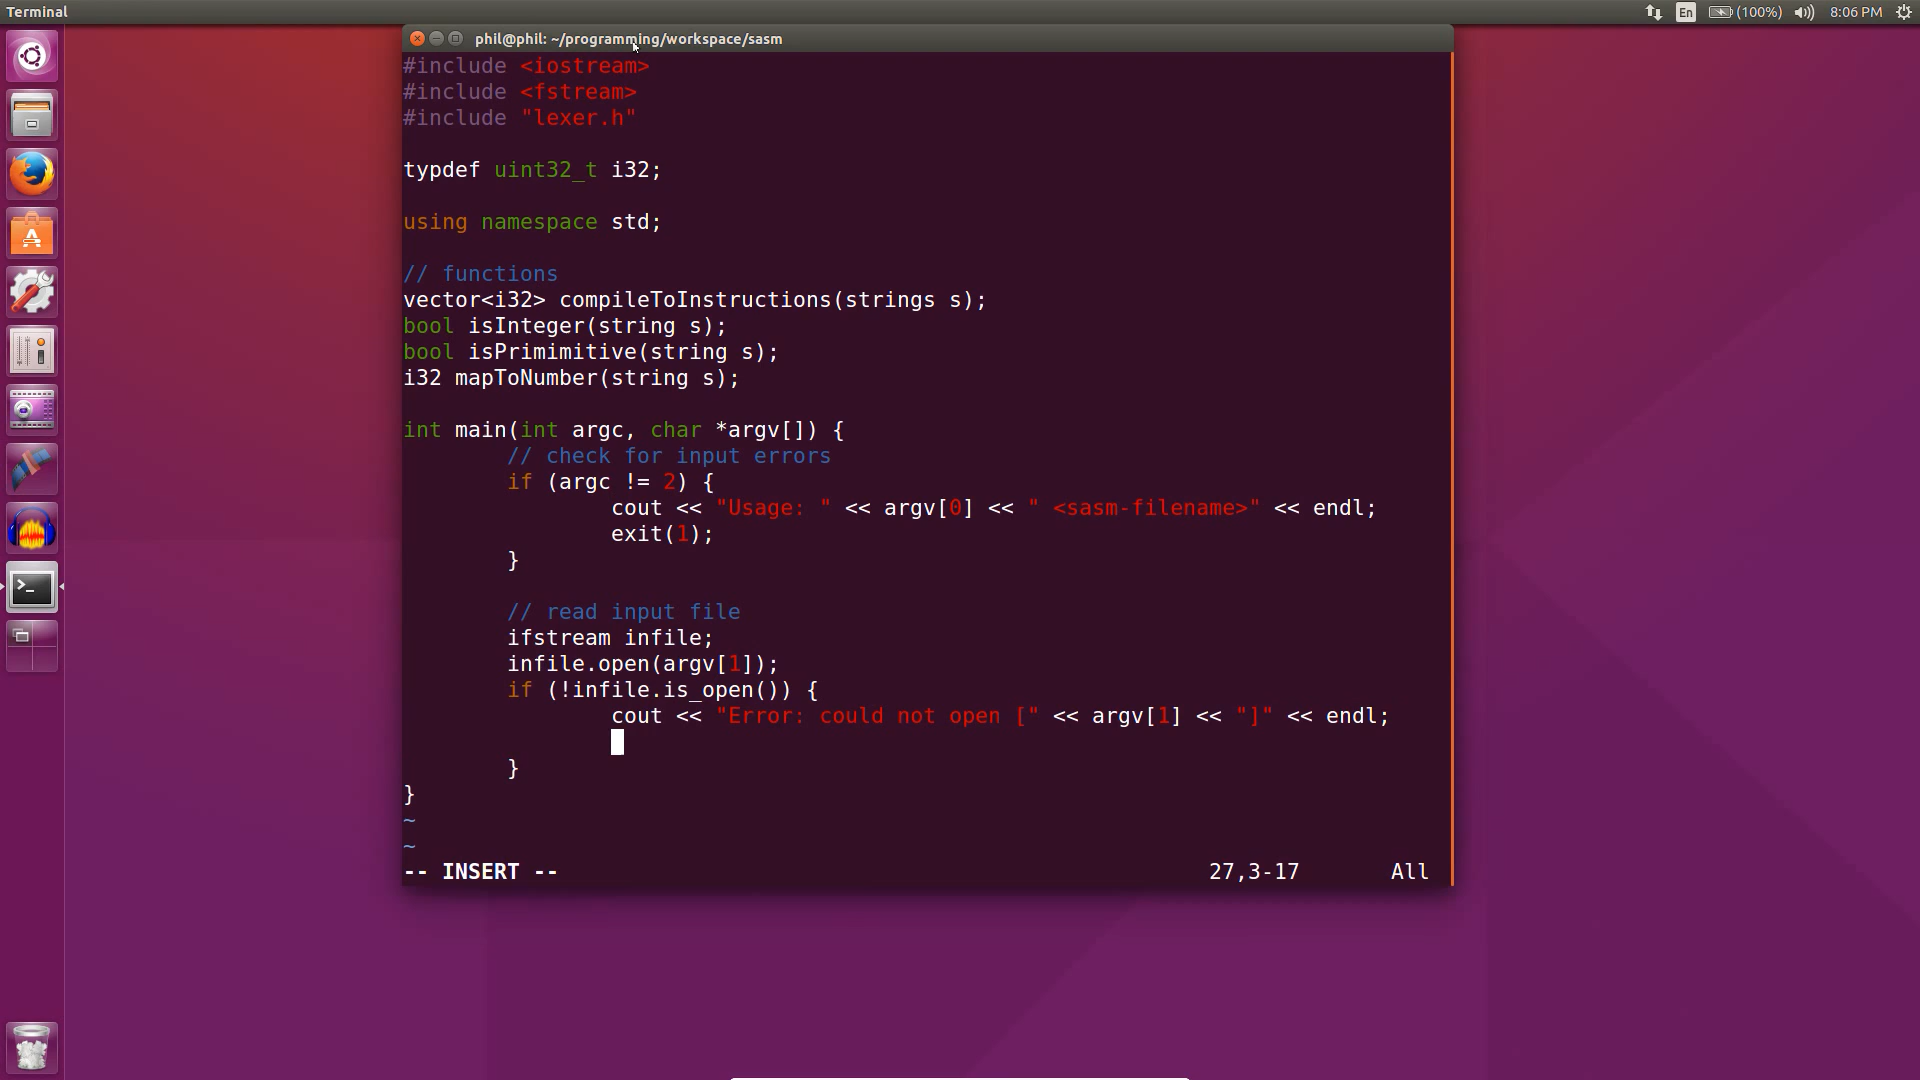 Terminal
En
(100%)
8:06 PM
phil@phil: ~/programming/workspace/sasm
#include <iostream>
#include <fstream>
#include "lexer.h"
typdef uint32_t i32;
using namespace std;
// functions
vector<i32> compileToInstructions(strings s);
bool isInteger(string s);
bool isPrimimitive(string s);
i32 mapToNumber(string s);
int main(int argc, char *argv[]) {
// check for input errors
if (argc != 2) {
cout << "Usage: " << argv[0] << " <sasm-filename>" << endl;
exit(1);
}
// read input file
ifstream infile;
infile.open(argv[1]);
if (!infile.is_open()) {
cout << "Error: could not open [" << argv[1] << "]" << endl;
}
}
~
~
-- INSERT -- 27,3-17 All